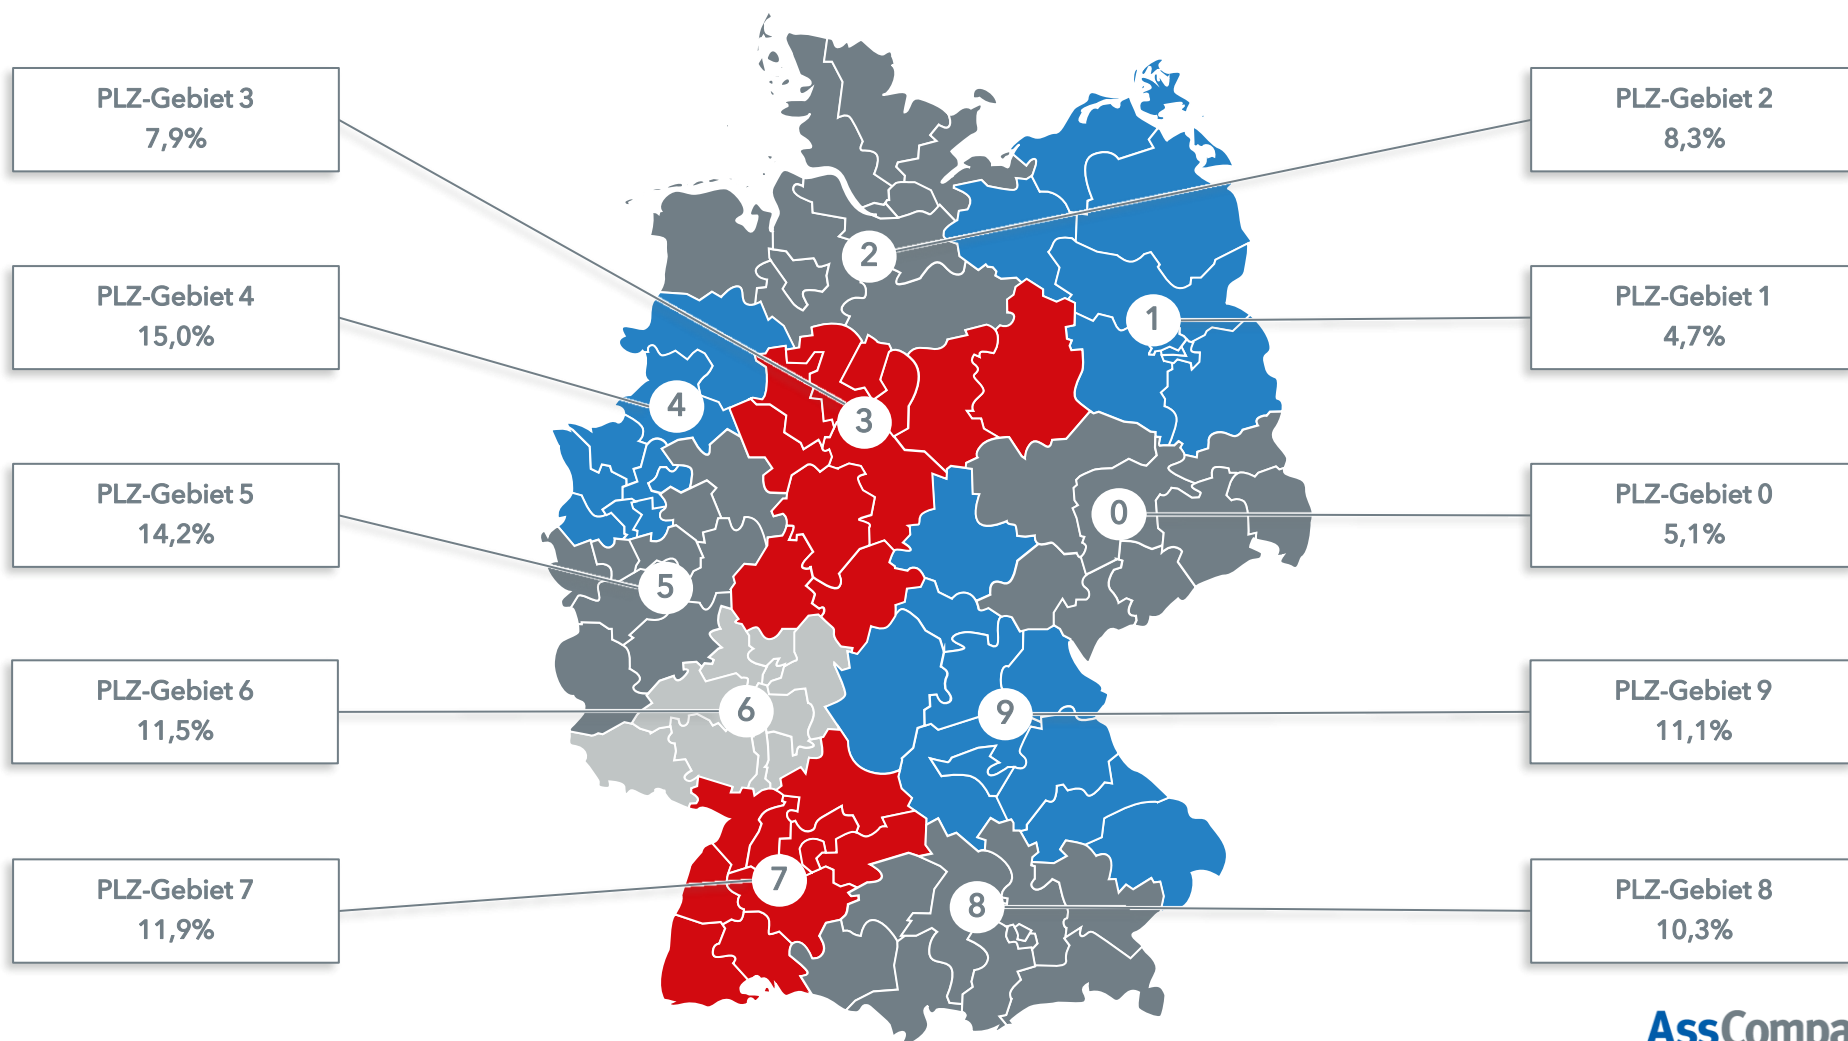 PLZ-Gebiet 3
7,9%
PLZ-Gebiet 2
8,3%
PLZ-Gebiet 4
15,0%
PLZ-Gebiet 1
4,7%
PLZ-Gebiet 5
14,2%
PLZ-Gebiet 0
5,1%
PLZ-Gebiet 6
11,5%
PLZ-Gebiet 9
11,1%
PLZ-Gebiet 7
11,9%
PLZ-Gebiet 8
10,3%
2
1
4
3
0
5
6
9
7
8
AssCompa